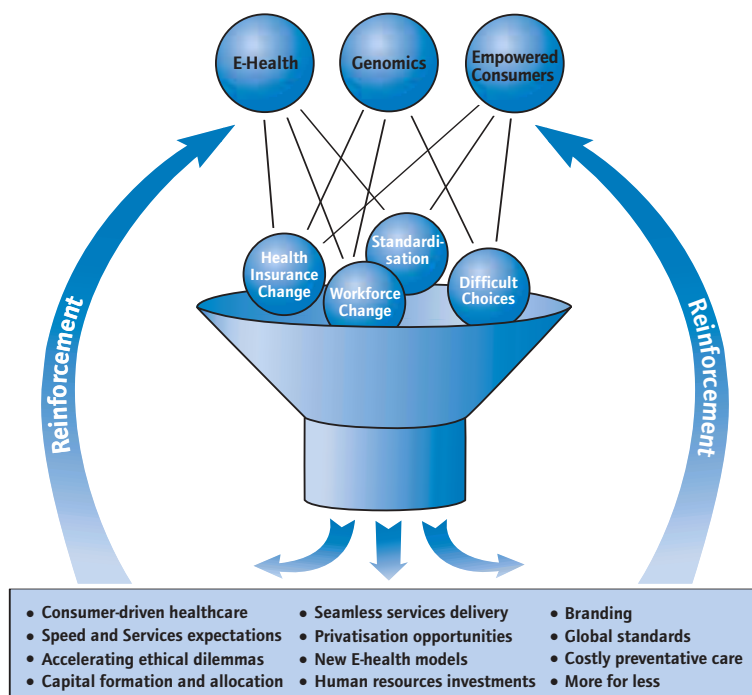 E-Health
Genomics
Empowered
Consumers
Standardi-
sation
Health
Insurance
Change
Workforce
Change
Difficult
Choices
Reinforcement
Reinforcement
• Consumer-driven healthcare
• Speed and Services expectations
• Accelerating ethical dilemmas
• Capital formation and allocation
• Seamless services delivery
• Privatisation opportunities
• New E-health models
• Human resources investments
• Branding
• Global standards
• Costly preventative care
• More for less